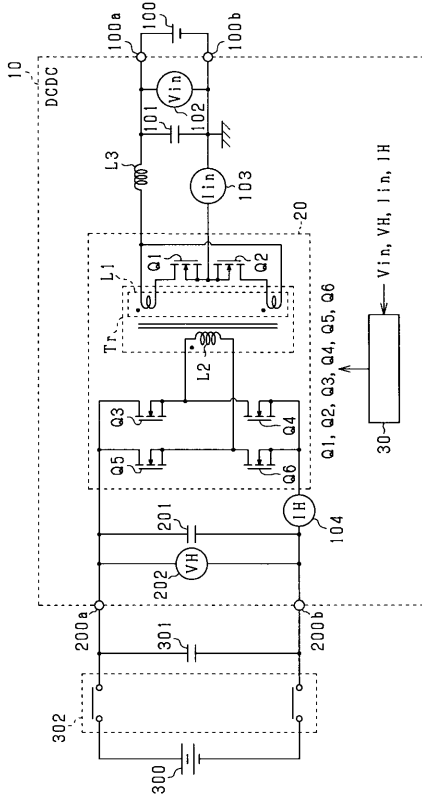 10
DCDC
100a
100
100b
Vin
101
102
L3
Iin
103
20
Q1
Q2
L1
Tr
L2
Q3
Q4
Q5
Q6
Q1, Q2, Q3, Q4, Q5, Q6
Vin, VH, Iin, IH
30
201
VH
202
IH
104
200a
200b
301
302
300